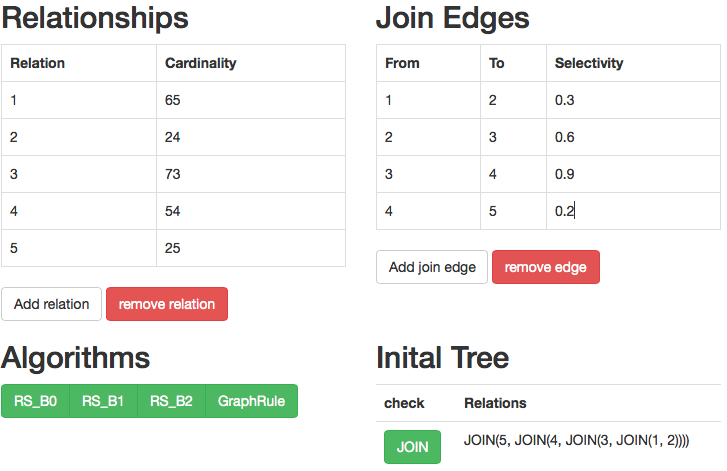 Relationships
Relation Cardinality
1 65
2 24
3 73
4 54
5 25
Add relation remove relation
Join Edges
From To Selectivity
1 2 0.3
2 3 0.6
3 4 0.9
4 5 0.2
Add join edge remove edge
Algorithms
RS_B0 RS_B1 RS_B2 GraphRule
Inital Tree
check Relations
JOIN JOIN(5, JOIN(4, JOIN(3, JOIN(1, 2))))